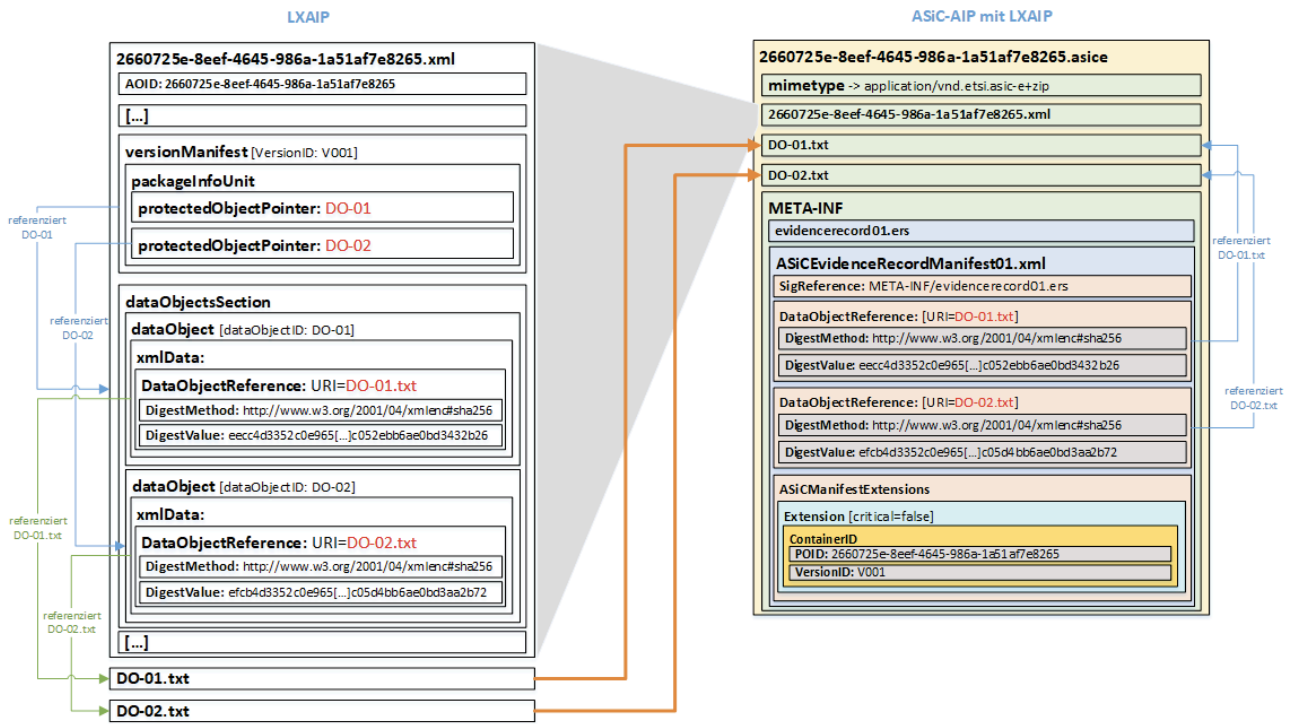 LXAIP
2660725e-8eef-4645-986a-1a51af7e8265.xml
AOID: 2660725e-8eef-4645-986a-1a51af7e8265
[...]
versionManifest [VersionID: V001]
packageInfoUnit
protectedObjectPointer: DO-01
protectedObjectPointer: DO-02
referenziert
DO-01
dataObjectsSection
dataObject [dataObjectID: DO-01]
referenziert
DO-02
xmlData:
DataObjectReference: URI=DO-01.txt
DigestMethod: http://www.w3.org/2001/04/xmlenc#sha256
DigestValue: eecc4d3352c0e965[...]c052ebb6ae0bd3432b26
dataObject [dataObjectID: DO-02]
xmlData:
referenziert
DO-01.txt
DataObjectReference: URI=DO-02.txt
DigestMethod: http://www.w3.org/2001/04/xmlenc#sha256
DigestValue: efcb4d3352c0e965[...]c05d4bb6ae0bd3aa2b72
referenziert
DO-02.txt
[...]
DO-01.txt
DO-02.txt
ASiC-AIP mit LXAIP
2660725e-8eef-4645-986a-1a51af7e8265.asice
mimetype -> application/vnd.etsi.asic-e+zip
2660725e-8eef-4645-986a-1a51af7e8265.xml
DO-01.txt
DO-02.txt
META-INF
evidencerecord01.ers
referenziert
DO-01.txt
ASiCEvidenceRecordManifest01.xml
SigReference: META-INF/evidencerecord01.ers
DataObjectReference: [URI=DO-01.txt]
DigestMethod: http://www.w3.org/2001/04/xmlenc#sha256
DigestValue: eecc4d3352c0e965[...]c052ebb6ae0bd3432b26
DataObjectReference: [URI=DO-02.txt]
referenziert
DO-02.txt
DigestMethod: http://www.w3.org/2001/04/xmlenc#sha256
DigestValue: efcb4d3352c0e965[...]c05d4bb6ae0bd3aa2b72
ASiCManifestExtensions
Extension [critical=false]
ContainerID
POID: 2660725e-8eef-4645-986a-1a51af7e8265
VersionID: V001